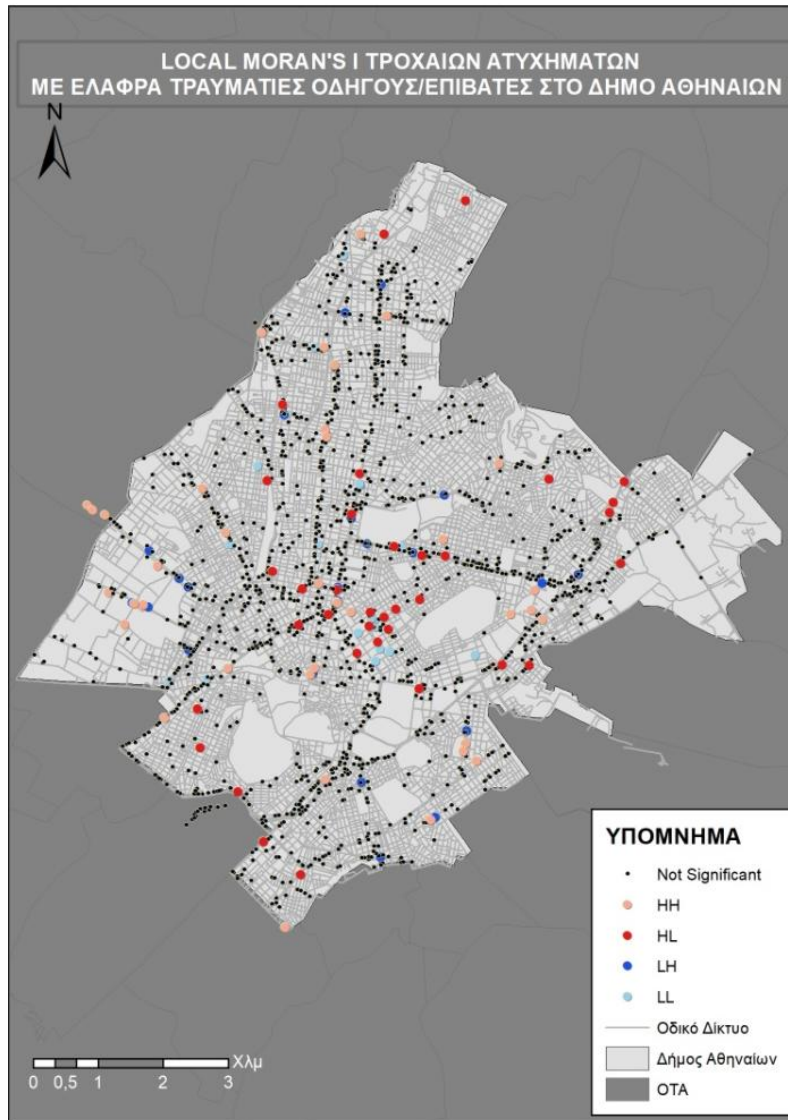 LOCAL MORAN'S I ΤΡΟΧΑΙΩΝ ΑΤΥΧΗΜΑΤΩΝ
ΜΕ ΕΛΑΦΡΑ ΤΡΑΥΜΑΤΙΕΣ ΟΔΗΓΟΥΣ/ΕΠΙΒΑΤΕΣ ΣΤΟ ΔΗΜΟ ΑΘΗΝΑΙΩΝ
N
ΥΠΟΜΝΗΜΑ
Not Significant
HH
HL
LH
LL
Οδικό Δίκτυο
Δήμος Αθηναίων
ΟΤΑ
Χλμ
0 0,5 1 2 3